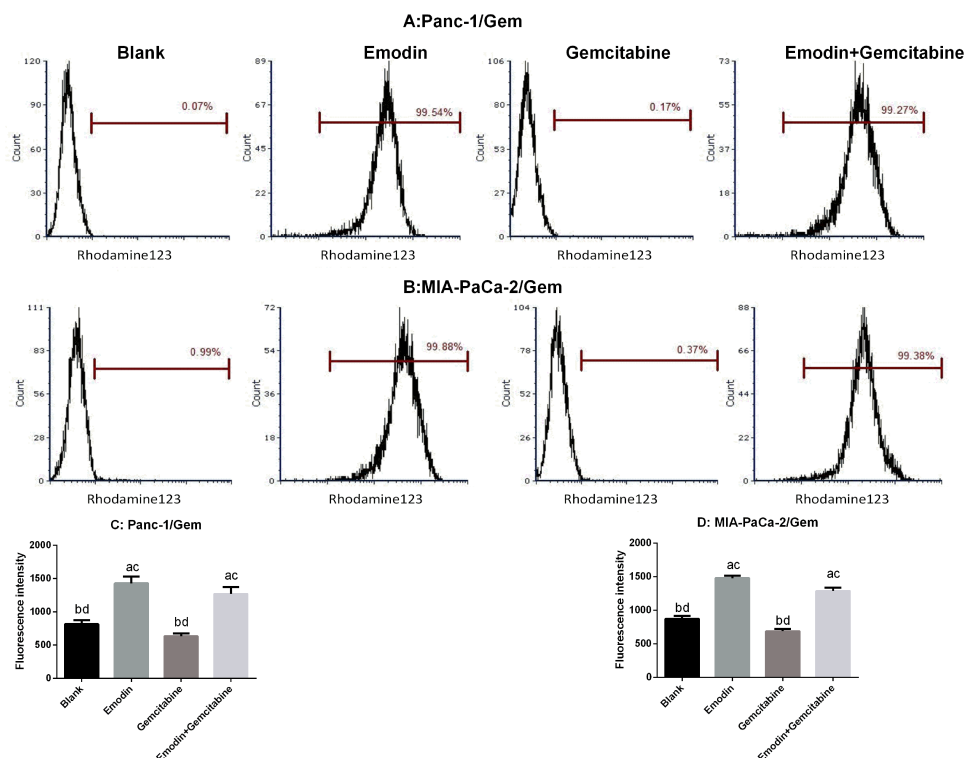 A:Panc-1/Gem
Blank
Emodin
Gemcitabine
Emodin+Gemcitabine
120
90
60
30
0
Count
0.07%
Rhodamine123
89
67
45
22
0
Count
99.54%
Rhodamine123
106
80
53
27
0
Count
0.17%
Rhodamine123
73
55
37
18
0
Count
99.27%
Rhodamine123
B:MIA-PaCa-2/Gem
111
83
56
28
0
Count
0.99%
Rhodamine123
72
54
36
18
0
Count
99.88%
Rhodamine123
104
78
52
26
0
Count
0.37%
Rhodamine123
88
66
44
22
0
Count
99.38%
Rhodamine123
C: Panc-1/Gem
Fluorescence intensity
2000
1500
1000
500
0
bd
ac
bd
ac
Blank
Emodin
Gemcitabine
Emodin+Gemcitabine
D: MIA-PaCa-2/Gem
Fluorescence intensity
2000
1500
1000
500
0
bd
ac
bd
ac
Blank
Emodin
Gemcitabine
Emodin+Gemcitabine